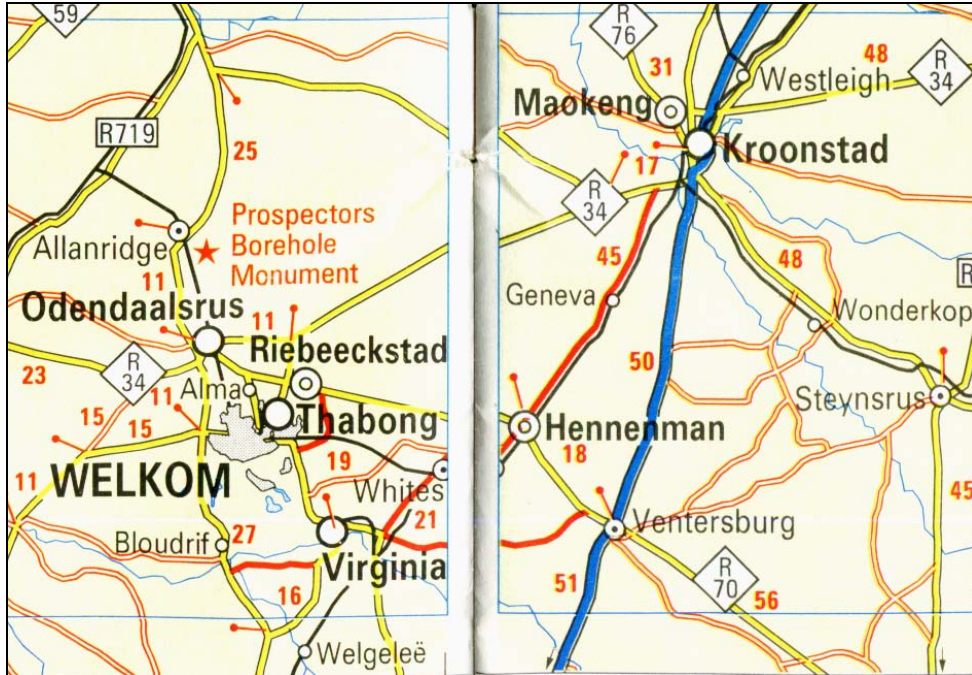 59
R
76
31
48
R
34
Westleigh
Maokeng
Kroonstad
R719
25
17
Prospectors
Borehole
Monument
R
34
Allanridge
45
48
11
Geneva
Wonderkop
Odendaalsrus
11
Riebeeckstad
50
23
R
34
Alma
11
Steynsrus
15
15
Thabong
Hennenman
18
19
11
WELKOM
Whites
45
21
Ventersburg
Bloudrif
27
Virginia
51
R
70
56
16
Welgeleë
R